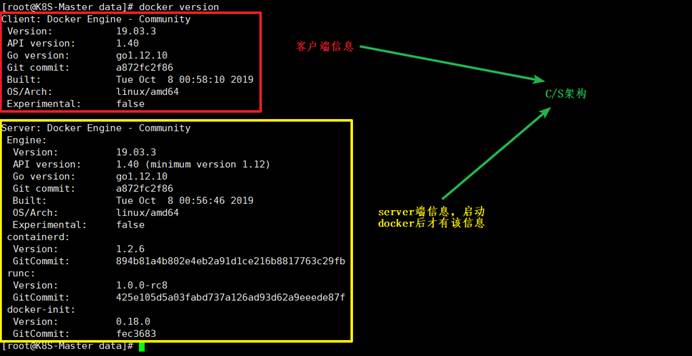 [root@K8S-Master data]# docker version
Client: Docker Engine - Community
Version: 19.03.3
API version: 1.40
Go version: go1.12.10
Git commit: a872fc2f86
Built: Tue Oct 8 00:58:10 2019
OS/Arch: linux/amd64
Experimental: false
客户端信息
C/S架构
Server: Docker Engine - Community
Engine:
Version: 19.03.3
API version: 1.40 (minimum version 1.12)
Go version: go1.12.10
Git commit: a872fc2f86
Built: Tue Oct 8 00:56:46 2019
OS/Arch: linux/amd64
Experimental: false
containerd:
Version: 1.2.6
GitCommit: 894b81a4b802e4eb2a91d1ce216b8817763c29fb
runc:
Version: 1.0.0-rc8
GitCommit: 425e105d5a03fabd737a126ad93d62a9eeede87f
docker-init:
Version: 0.18.0
GitCommit: fec3683
server端信息，启动
docker后才有该信息
[root@K8S-Master data]#